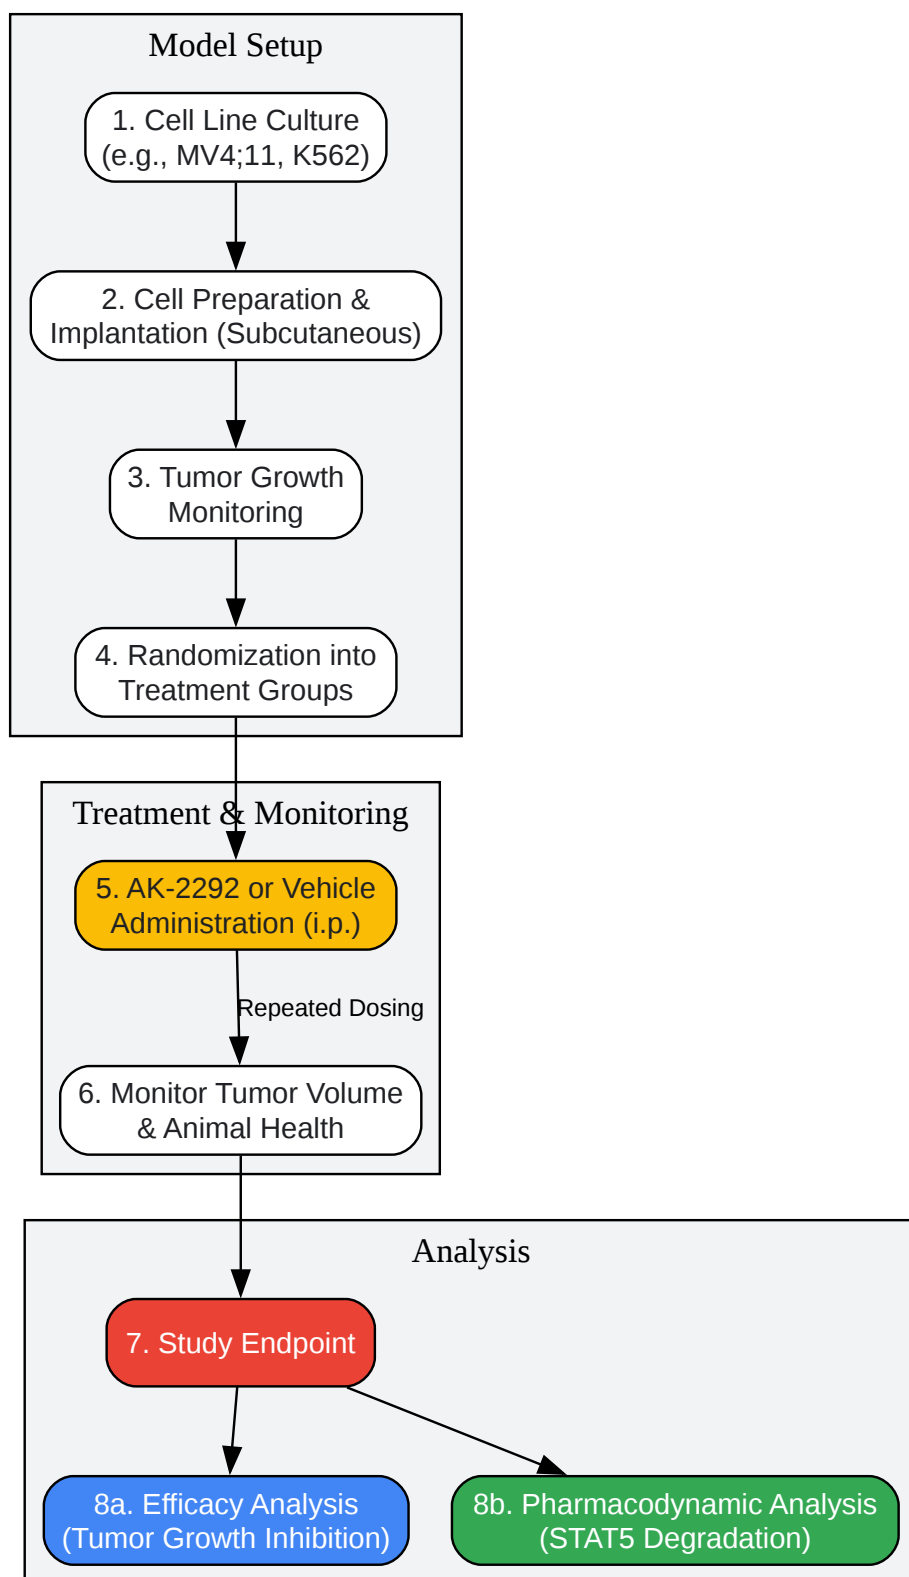 Model Setup
1. Cell Line Culture
(e.g., MV4;11, K562)
2. Cell Preparation &
Implantation (Subcutaneous)
3. Tumor Growth
Monitoring
4. Randomization into
Treatment Groups
Treatment & Monitoring
5. AK-2292 or Vehicle
Administration (i.p.)
Repeated Dosing
6. Monitor Tumor Volume
& Animal Health
Analysis
7. Study Endpoint
8a. Efficacy Analysis
(Tumor Growth Inhibition)
8b. Pharmacodynamic Analysis
(STAT5 Degradation)